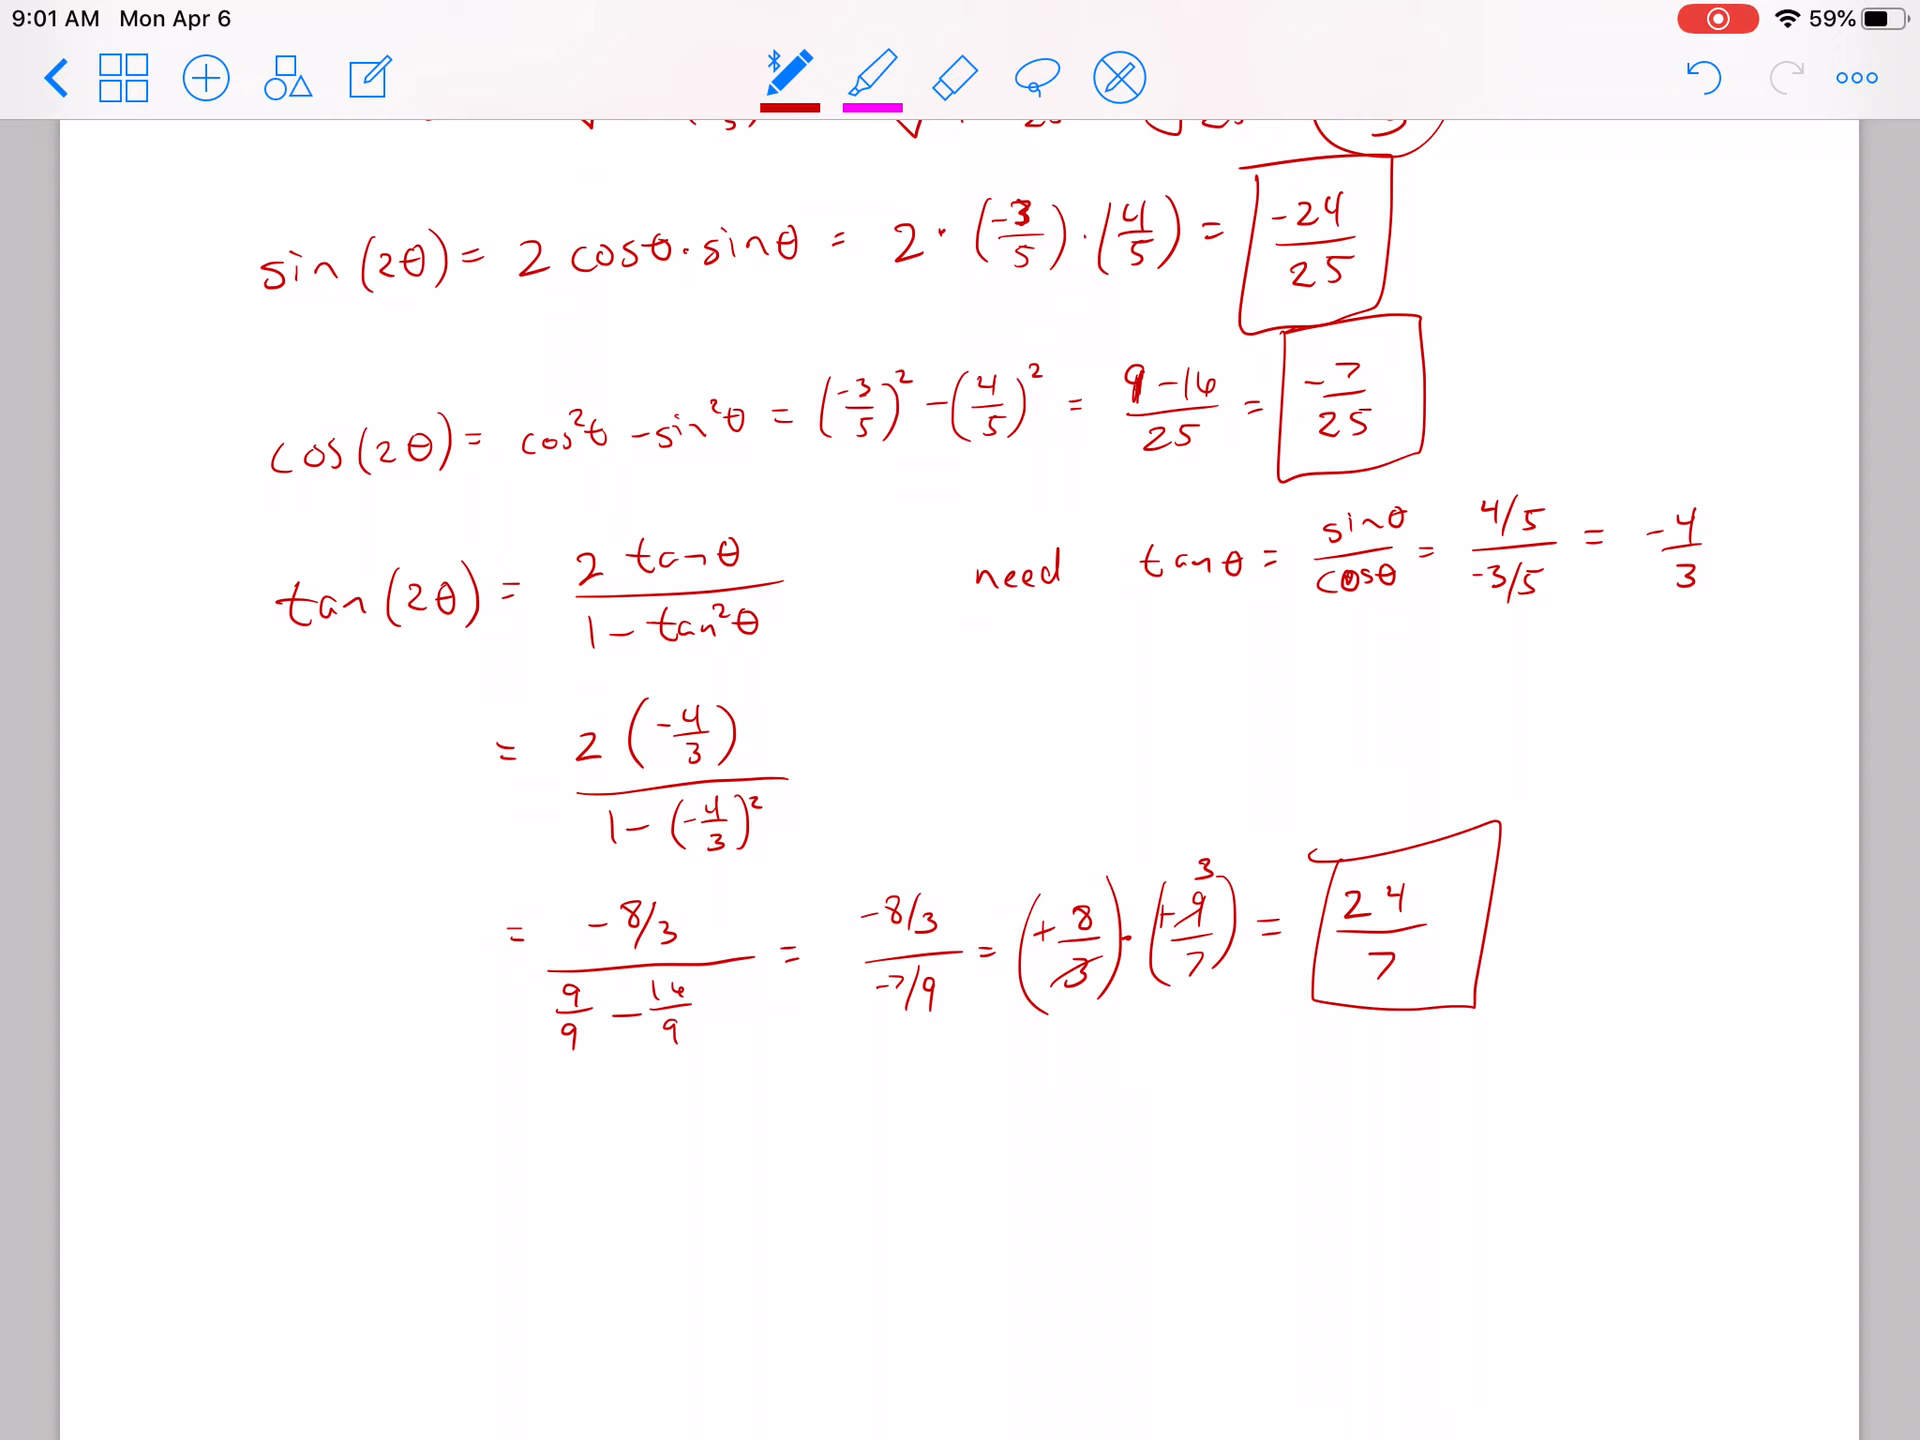 9:01 AM Mon Apr 6 59%
sin (2θ) = 2 cosθ · sinθ = 2 · (-3/5) · (4/5) = -24/25
cos (2θ) = cos²θ - sin²θ = (-3/5)² - (4/5)² = 9-16/25 = -7/25
tan (2θ) = 2 tanθ / 1 - tan²θ need tanθ = sinθ/cosθ = 4/5 / -3/5 = -4/3
= 2 (-4/3) / 1 - (-4/3)²
= -8/3 / 9/9 - 16/9 = -8/3 / -7/9 = (+8/3) · (+9/7) 3 = 24/7